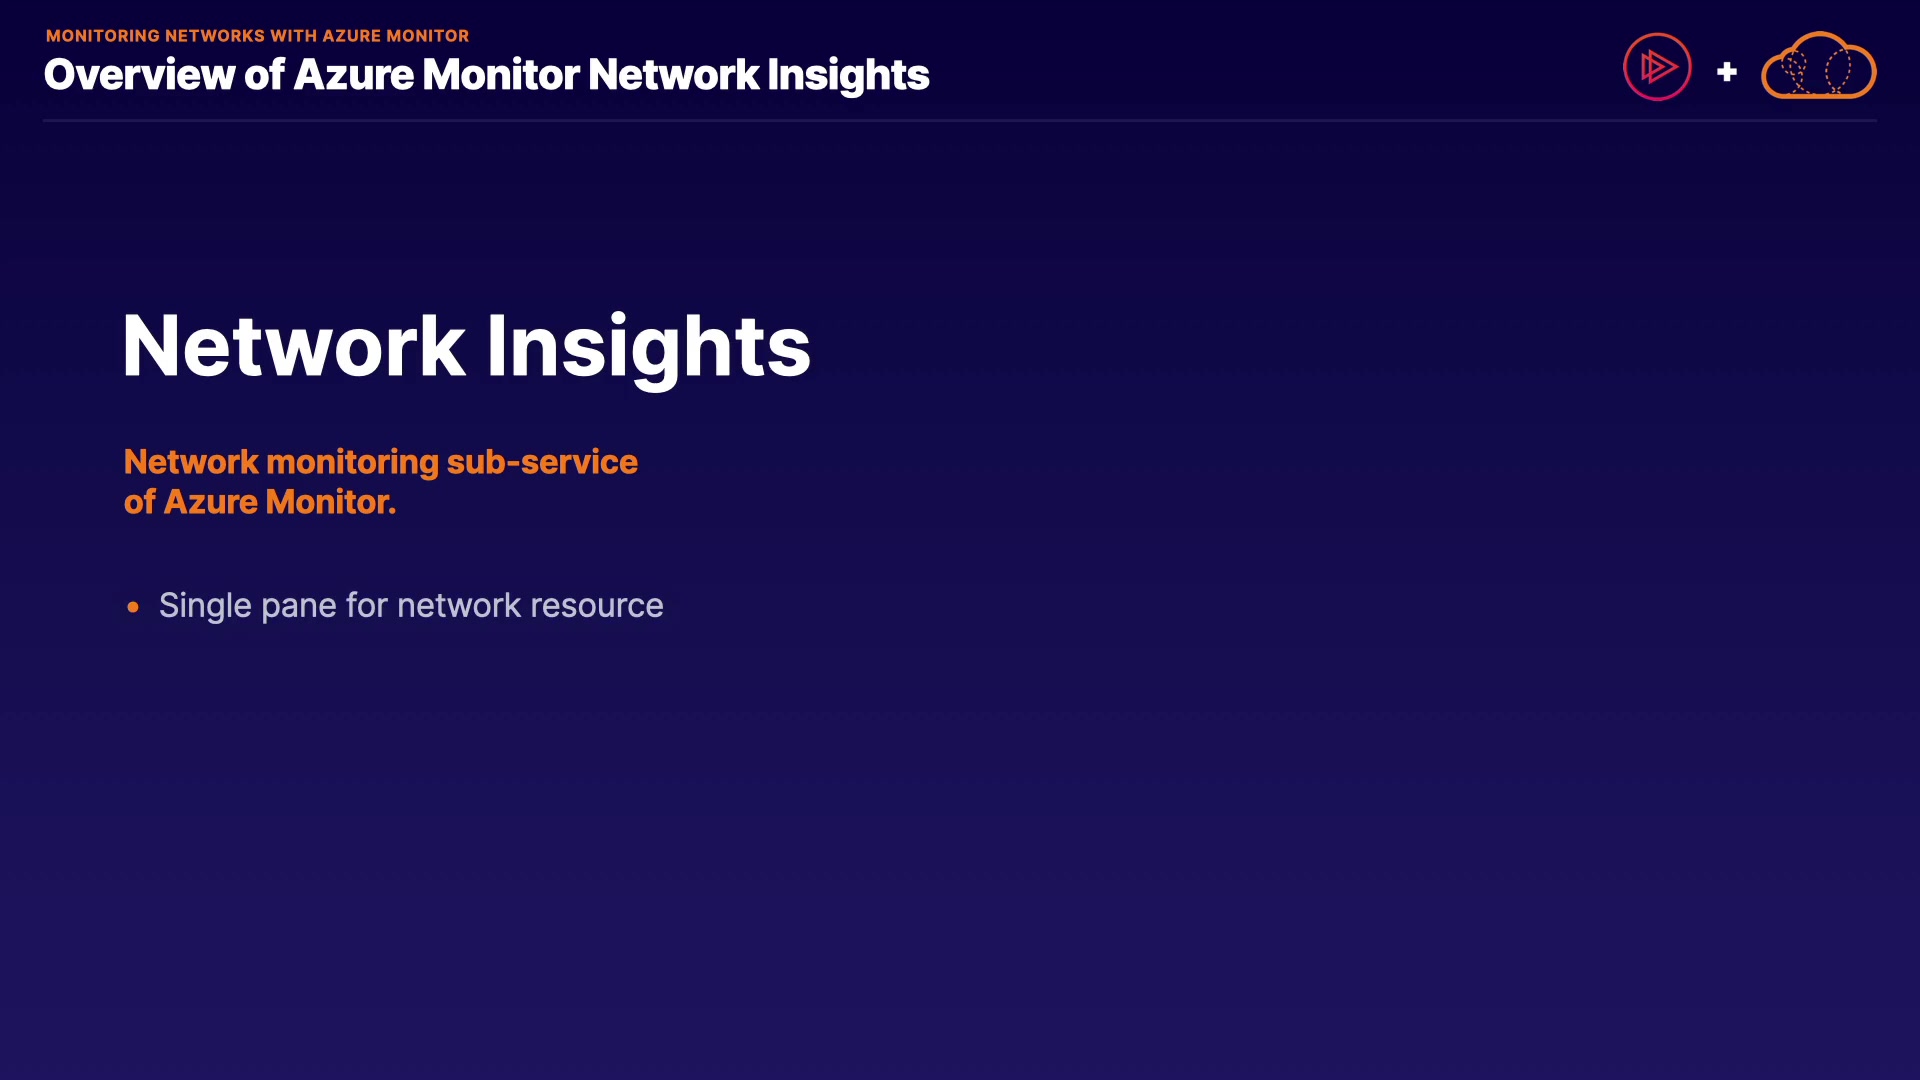 MONITORING NETWORKS WITH AZURE MONITOR
Overview of Azure Monitor Network Insights
Network Insights
Network monitoring sub-service
of Azure Monitor.
• Single pane for network resource